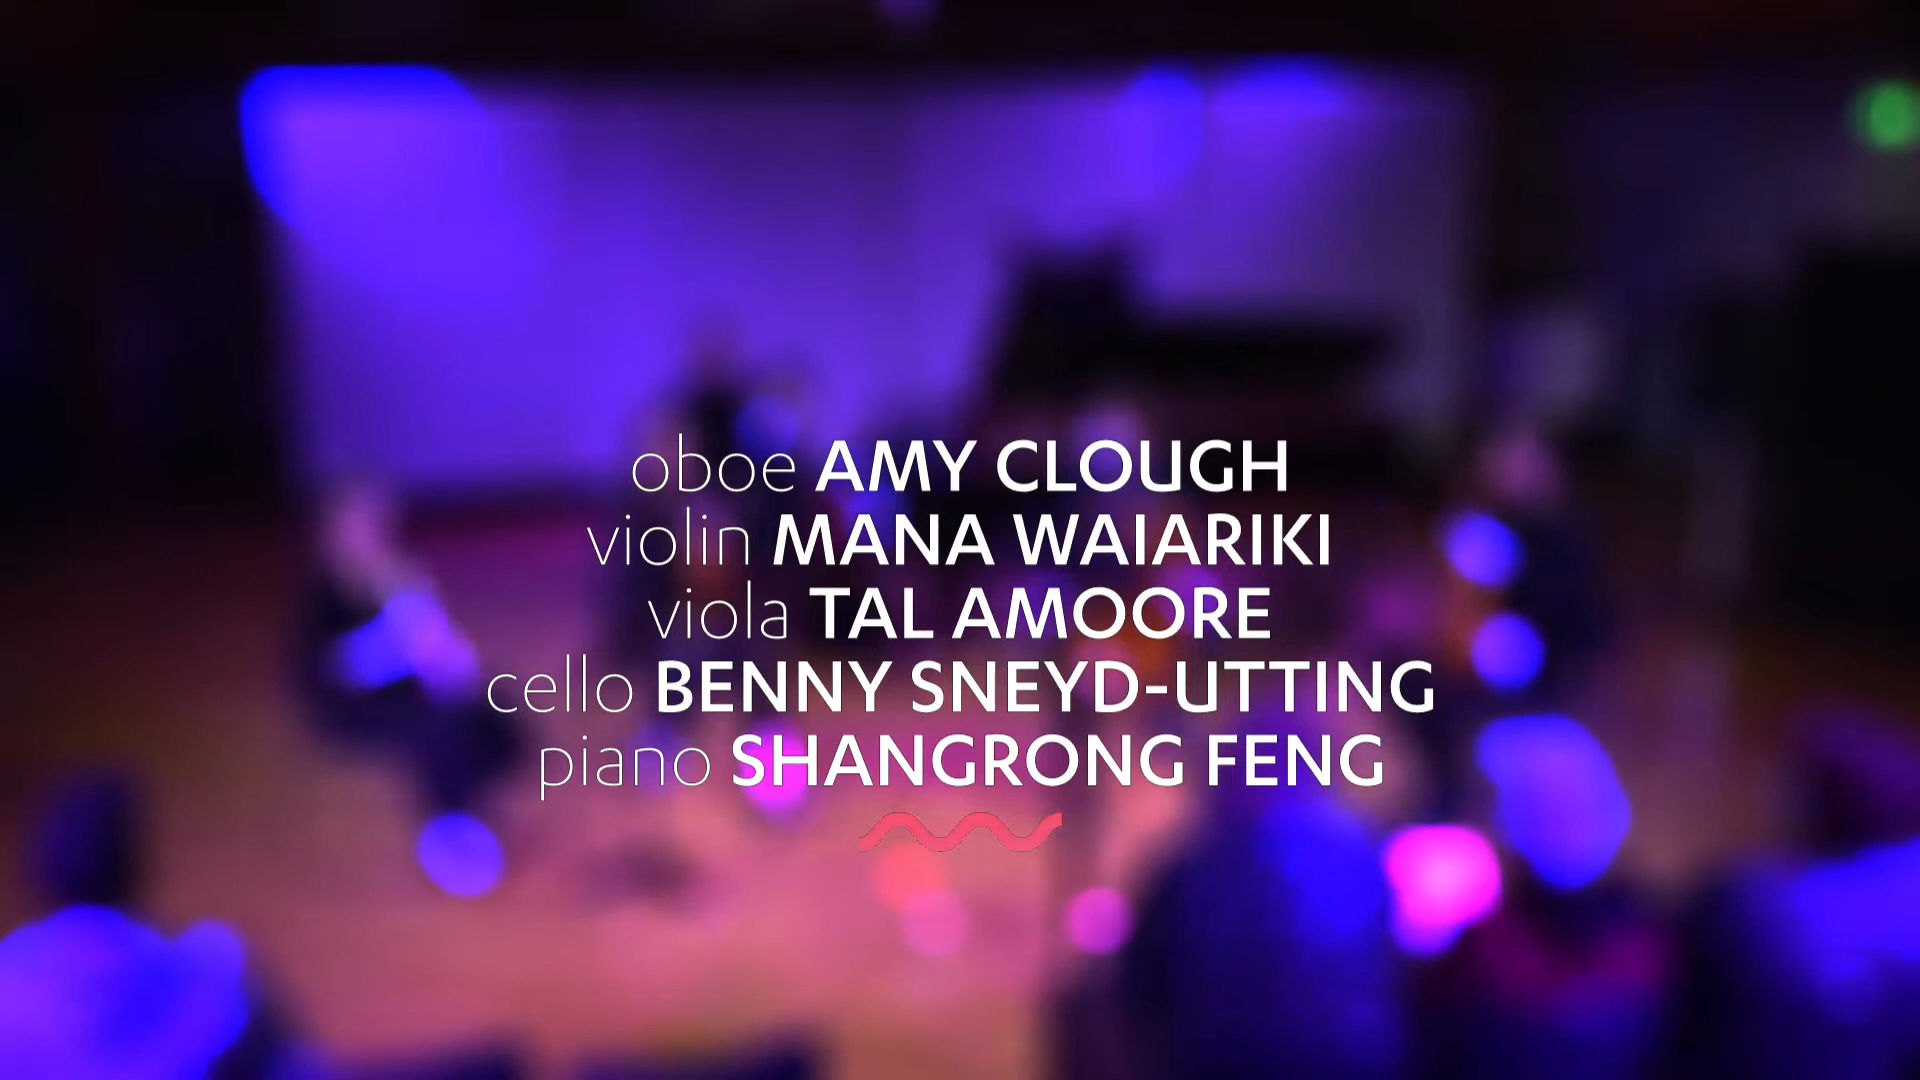 oboe AMY CLOUGH
violin MANA WAIARIKI
viola TAL AMOORE
cello BENNY SNEYD-UTTING
piano SHANGRONG FENG